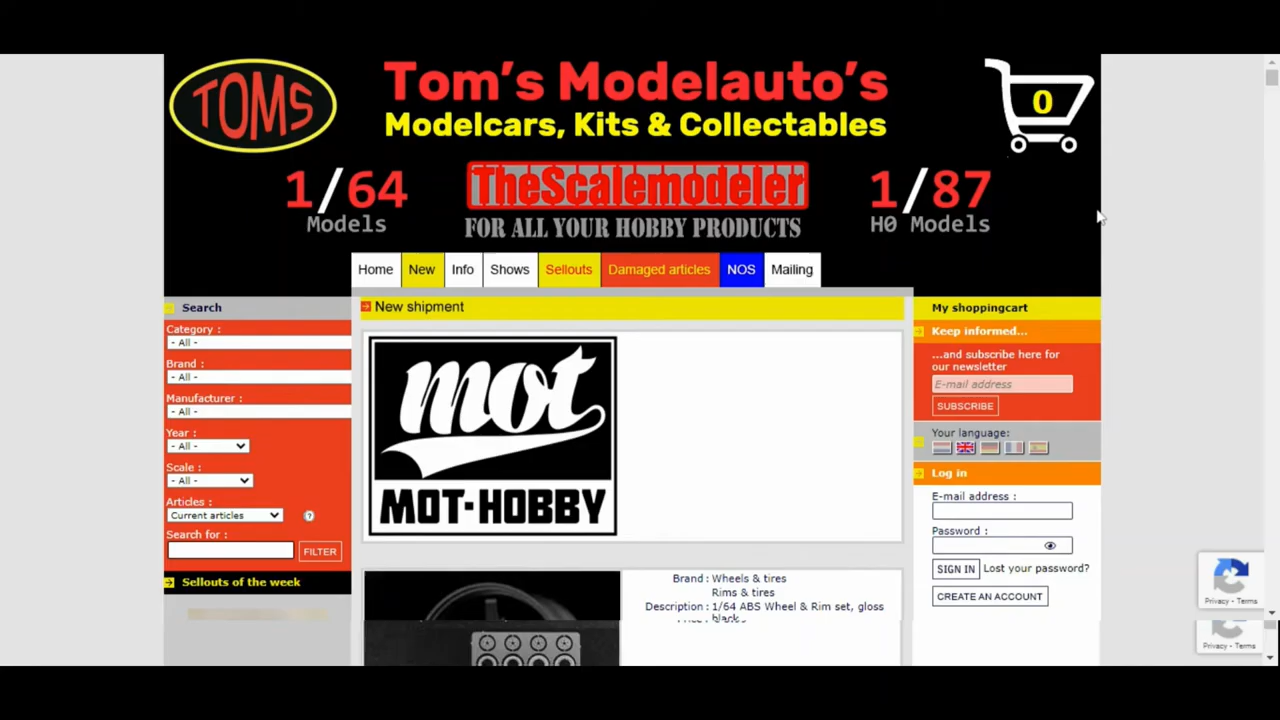 TOMS
Tom's Modelauto's
Modelcars, Kits & Collectables
0
1/64
Models
TheScalemodeler
FOR ALL YOUR HOBBY PRODUCTS
1/87
H0 Models
Home New Info Shows Sellouts Damaged articles NOS Mailing
Search
Category :
- All -
Brand :
- All -
Manufacturer :
- All -
Year :
- All -
Scale :
- All -
Articles :
Current articles ?
Search for :
FILTER
Sellouts of the week
New shipment
mot
MOT-HOBBY
Brand : Wheels & tires
Rims & tires
Description : 1/64 ABS Wheel & Rim set, gloss
black
My shoppingcart
Keep informed...
...and subscribe here for
our newsletter
E-mail address
SUBSCRIBE
Your language:
Log in
E-mail address :
Password :
SIGN IN Lost your password?
CREATE AN ACCOUNT
Privacy - Terms
Privacy - Terms